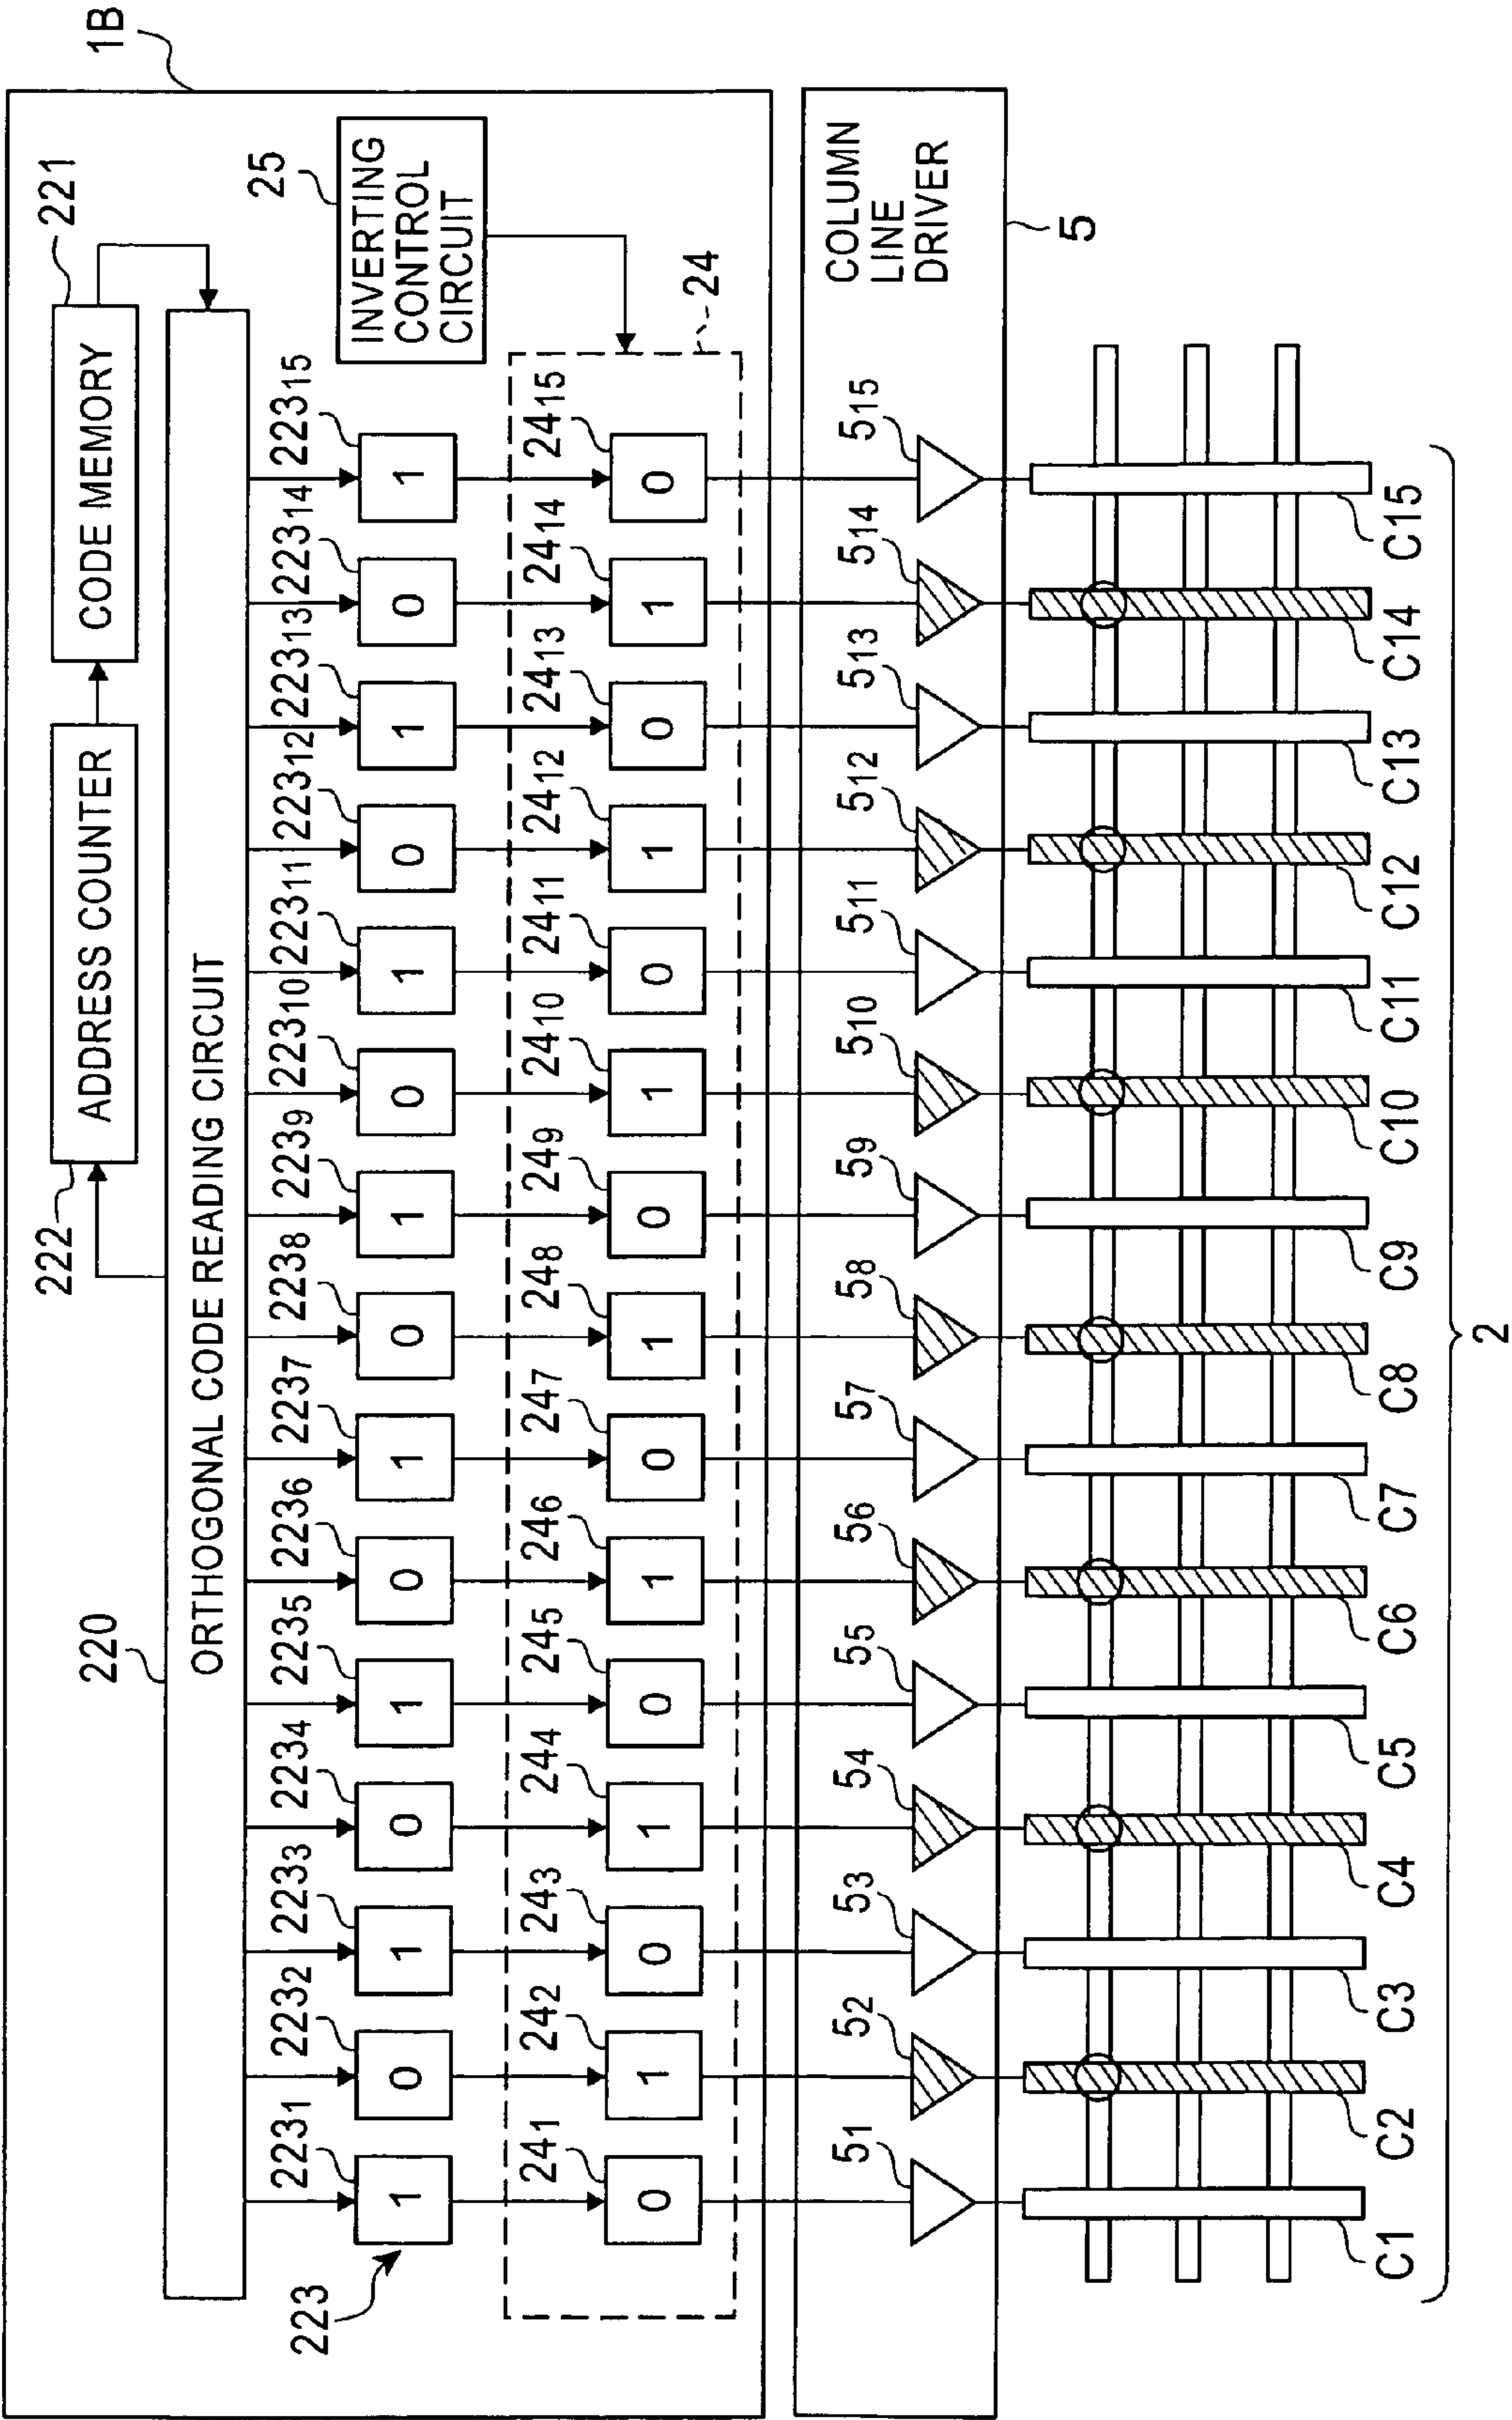 1B
222
ADDRESS COUNTER
CODE MEMORY
221
220
ORTHOGONAL CODE READING CIRCUIT
25
INVERTING
CONTROL
CIRCUIT
223
223₁ 223₂ 223₃ 223₄ 223₅ 223₆ 223₇ 223₈ 223₉ 223₁₀ 223₁₁ 223₁₂ 223₁₃ 223₁₄ 223₁₅
1 0 1 0 1 0 1 0 1 0 1 0 1 0 1
24
24₁ 24₂ 24₃ 24₄ 24₅ 24₆ 24₇ 24₈ 24₉ 24₁₀ 24₁₁ 24₁₂ 24₁₃ 24₁₄ 24₁₅
0 1 0 1 0 1 0 1 0 1 0 1 0 1 0
COLUMN
LINE
DRIVER
5₁ 5₂ 5₃ 5₄ 5₅ 5₆ 5₇ 5₈ 5₉ 5₁₀ 5₁₁ 5₁₂ 5₁₃ 5₁₄ 5₁₅
5
C1 C2 C3 C4 C5 C6 C7 C8 C9 C10 C11 C12 C13 C14 C15
2